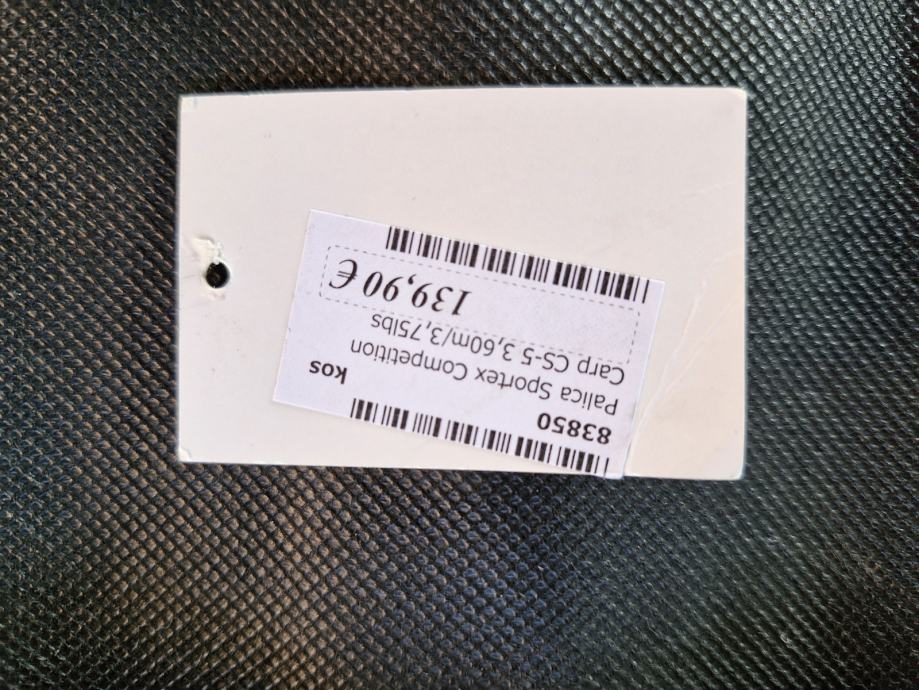 83850
Palica Sportex Competition kos
Carp CS-5 3,60m/3,75lbs
139,90 €